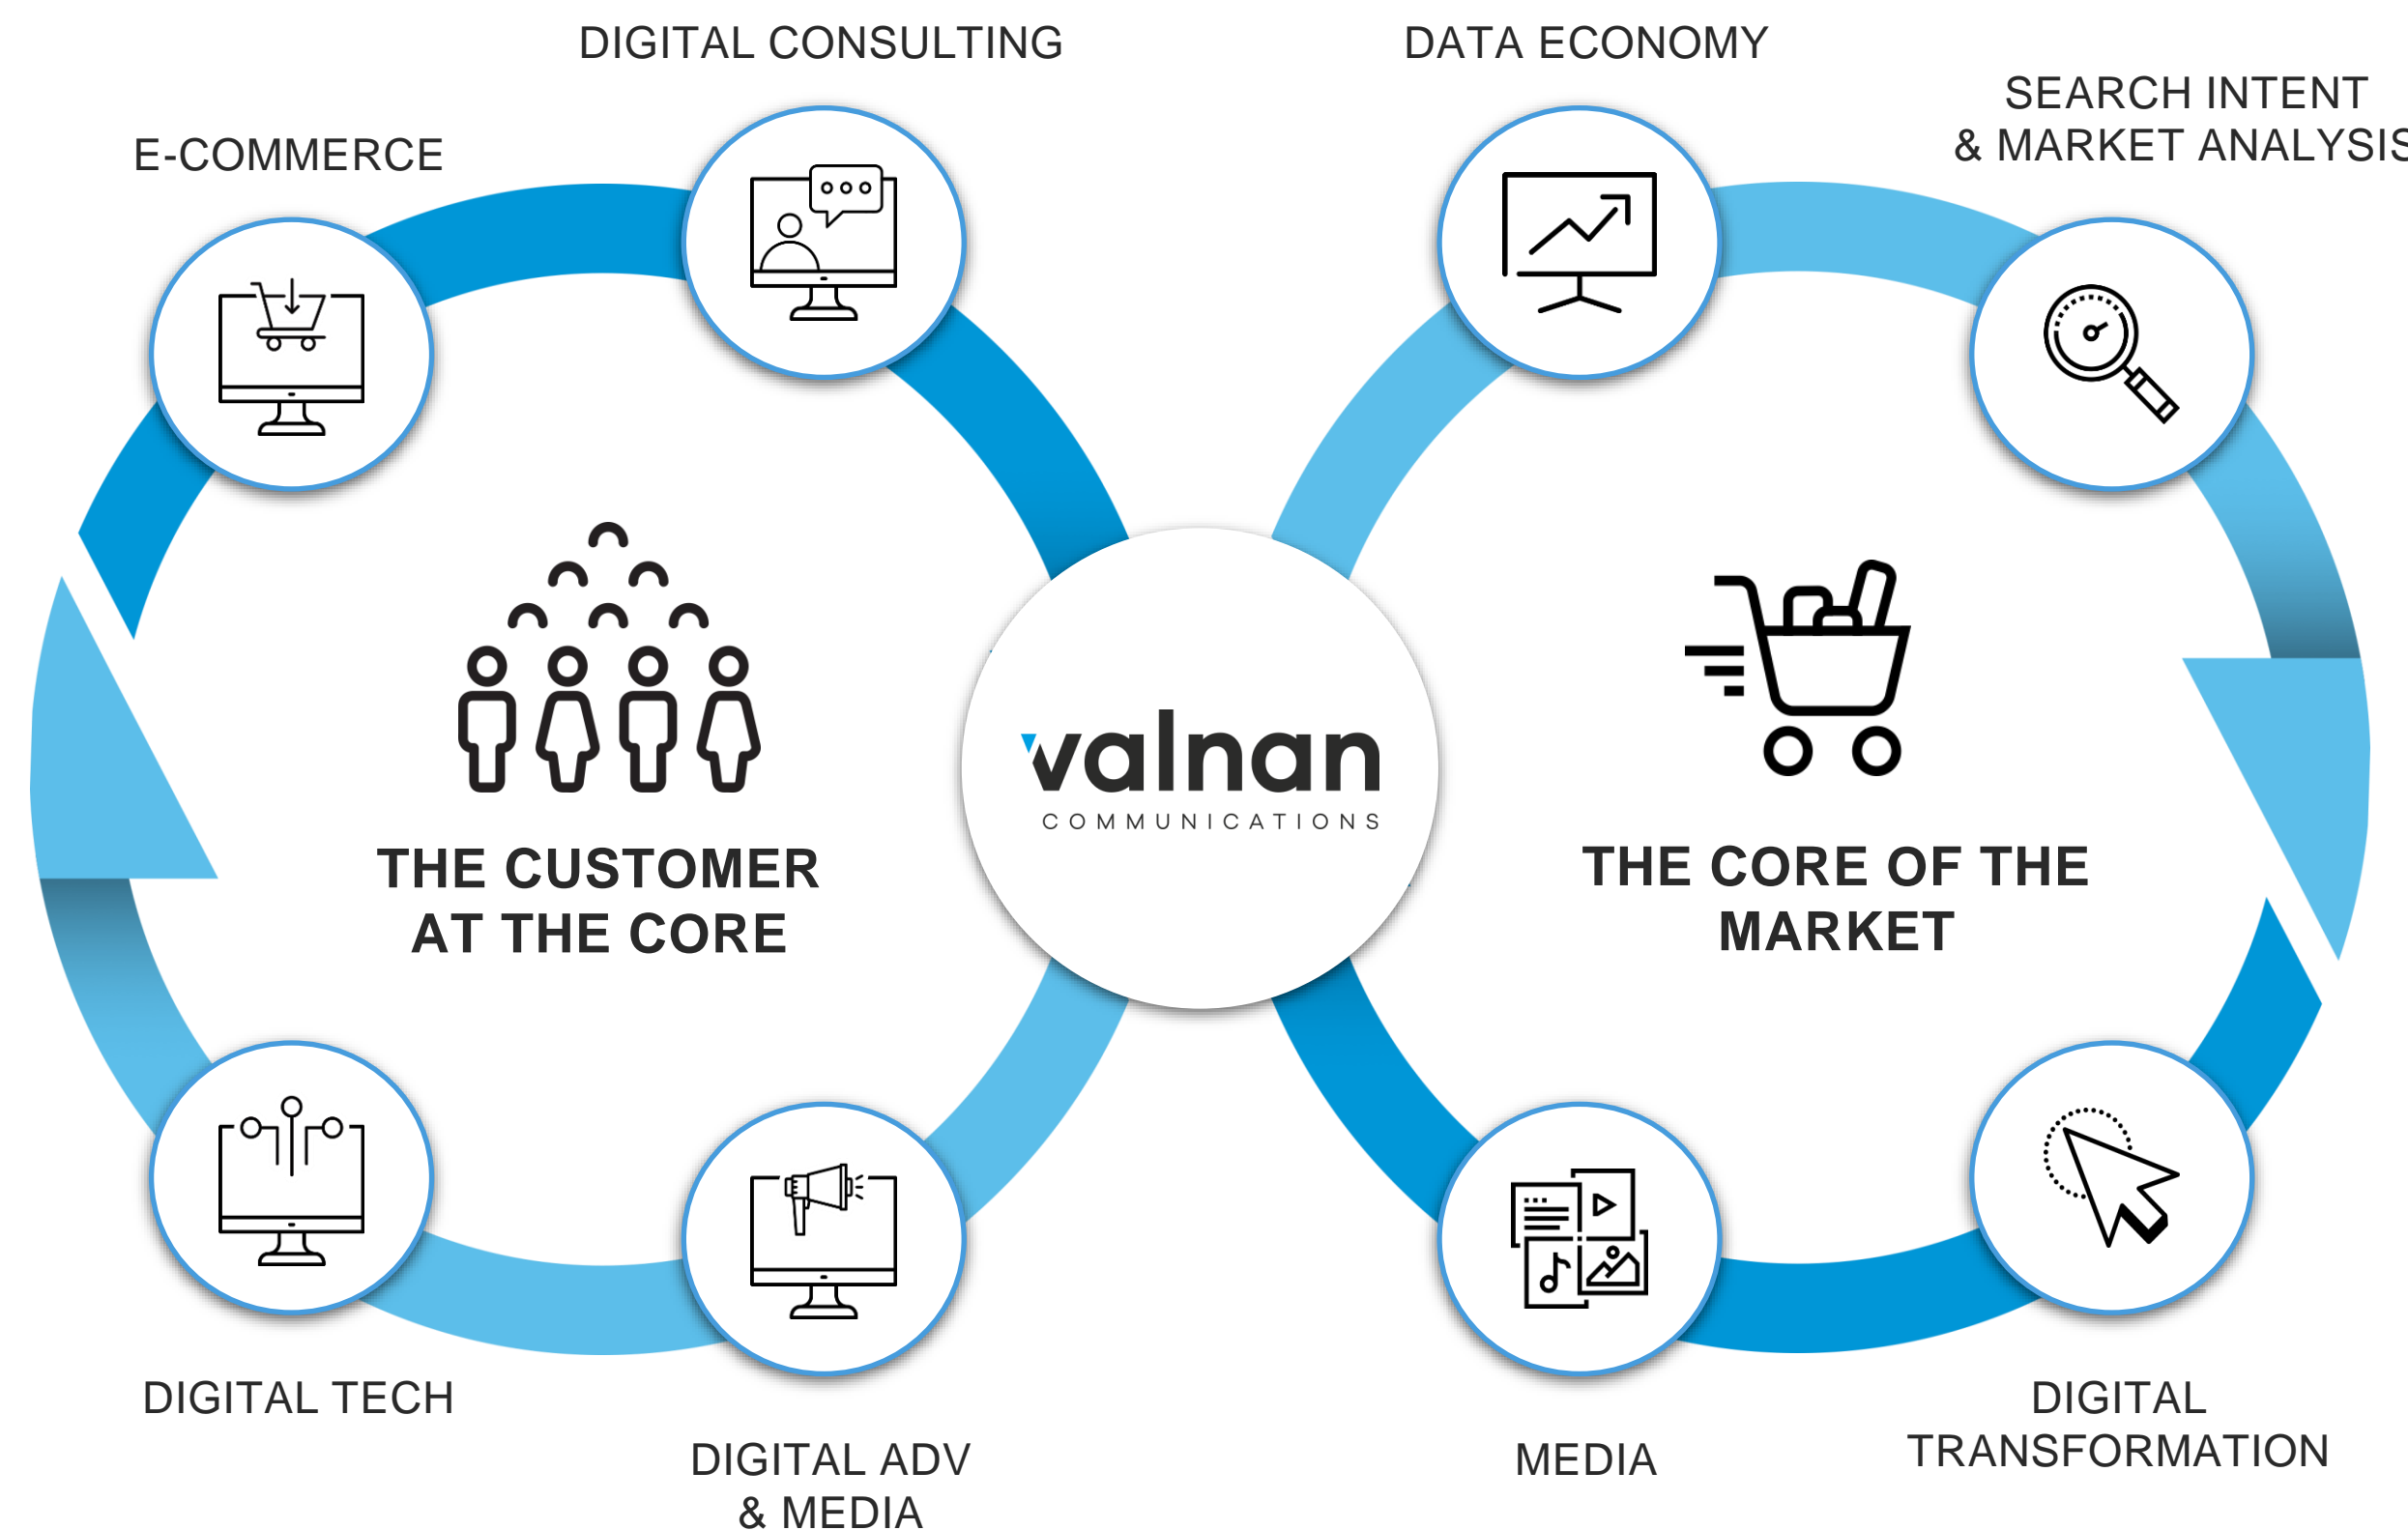 DIGITAL CONSULTING
DATA ECONOMY
SEARCH INTENT
& MARKET ANALYSIS
E-COMMERCE
valnan
COMMUNICATIONS
THE CUSTOMER
AT THE CORE
THE CORE OF THE
MARKET
DIGITAL TECH
DIGITAL ADV
& MEDIA
MEDIA
DIGITAL
TRANSFORMATION